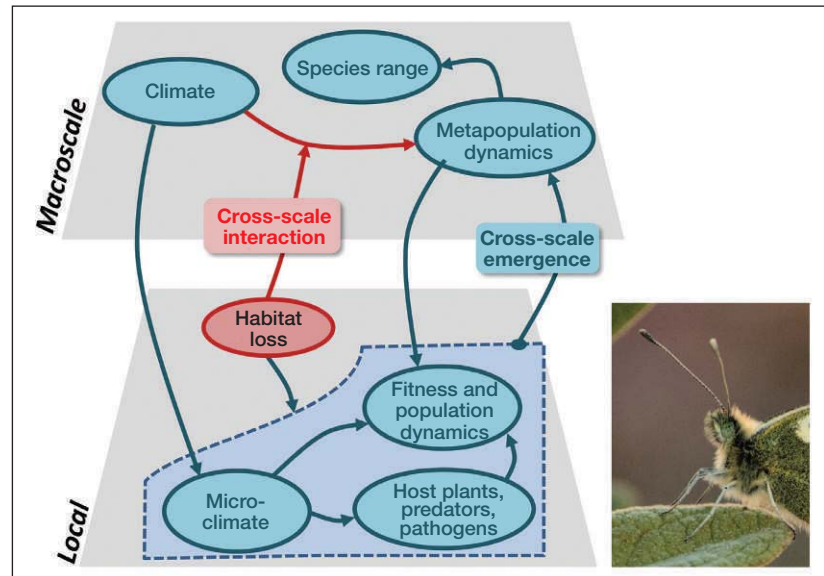 Macroscale
Climate
Species range
Metapopulation
dynamics
Cross-scale
interaction
Cross-scale
emergence
Local
Habitat
loss
Fitness and
population
dynamics
Micro-
climate
Host plants,
predators,
pathogens